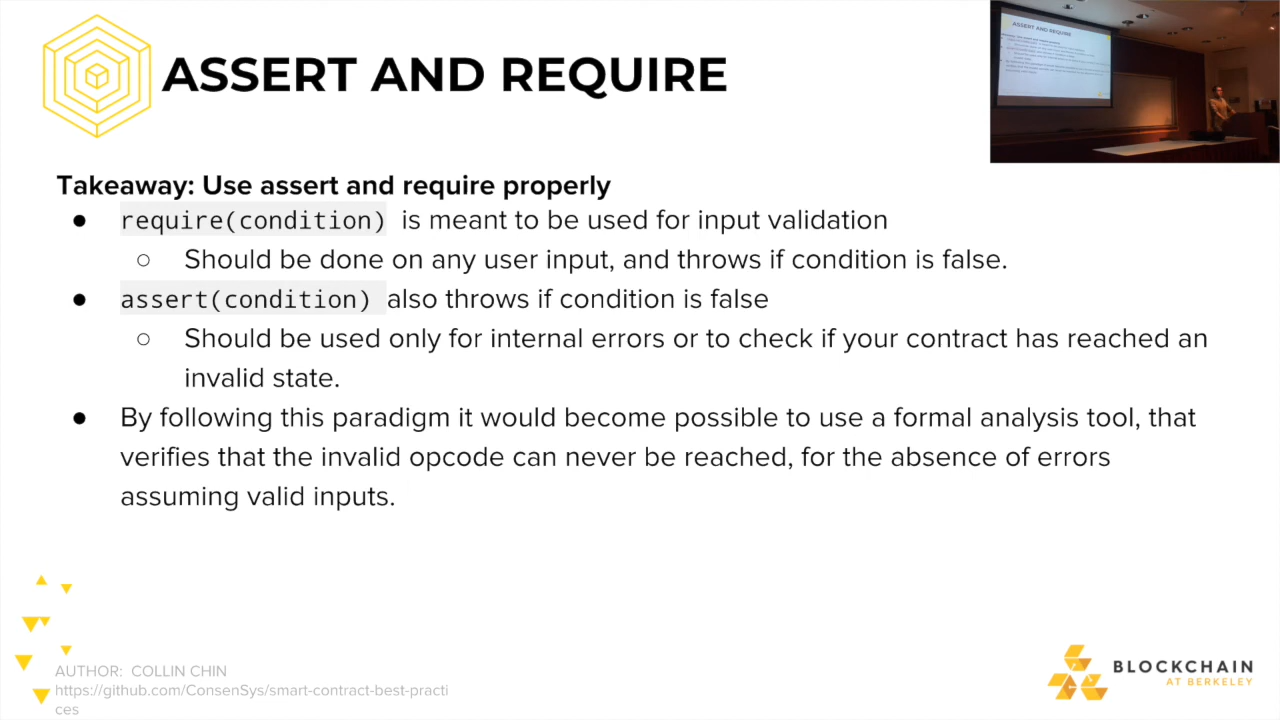 ASSERT AND REQUIRE
ASSERT AND REQUIRE
Takeaway: Use assert and require properly
● require(condition) is meant to be used for input validation
○ Should be done on any user input, and throws if condition is false.
● assert(condition) also throws if condition is false
○ Should be used only for internal errors or to check if your contract has reached an
invalid state.
● By following this paradigm it would become possible to use a formal analysis tool, that
verifies that the invalid opcode can never be reached, for the absence of errors
assuming valid inputs.
AUTHOR: COLLIN CHIN
https://github.com/ConsenSys/smart-contract-best-practi
ces
BLOCKCHAIN
AT BERKELEY